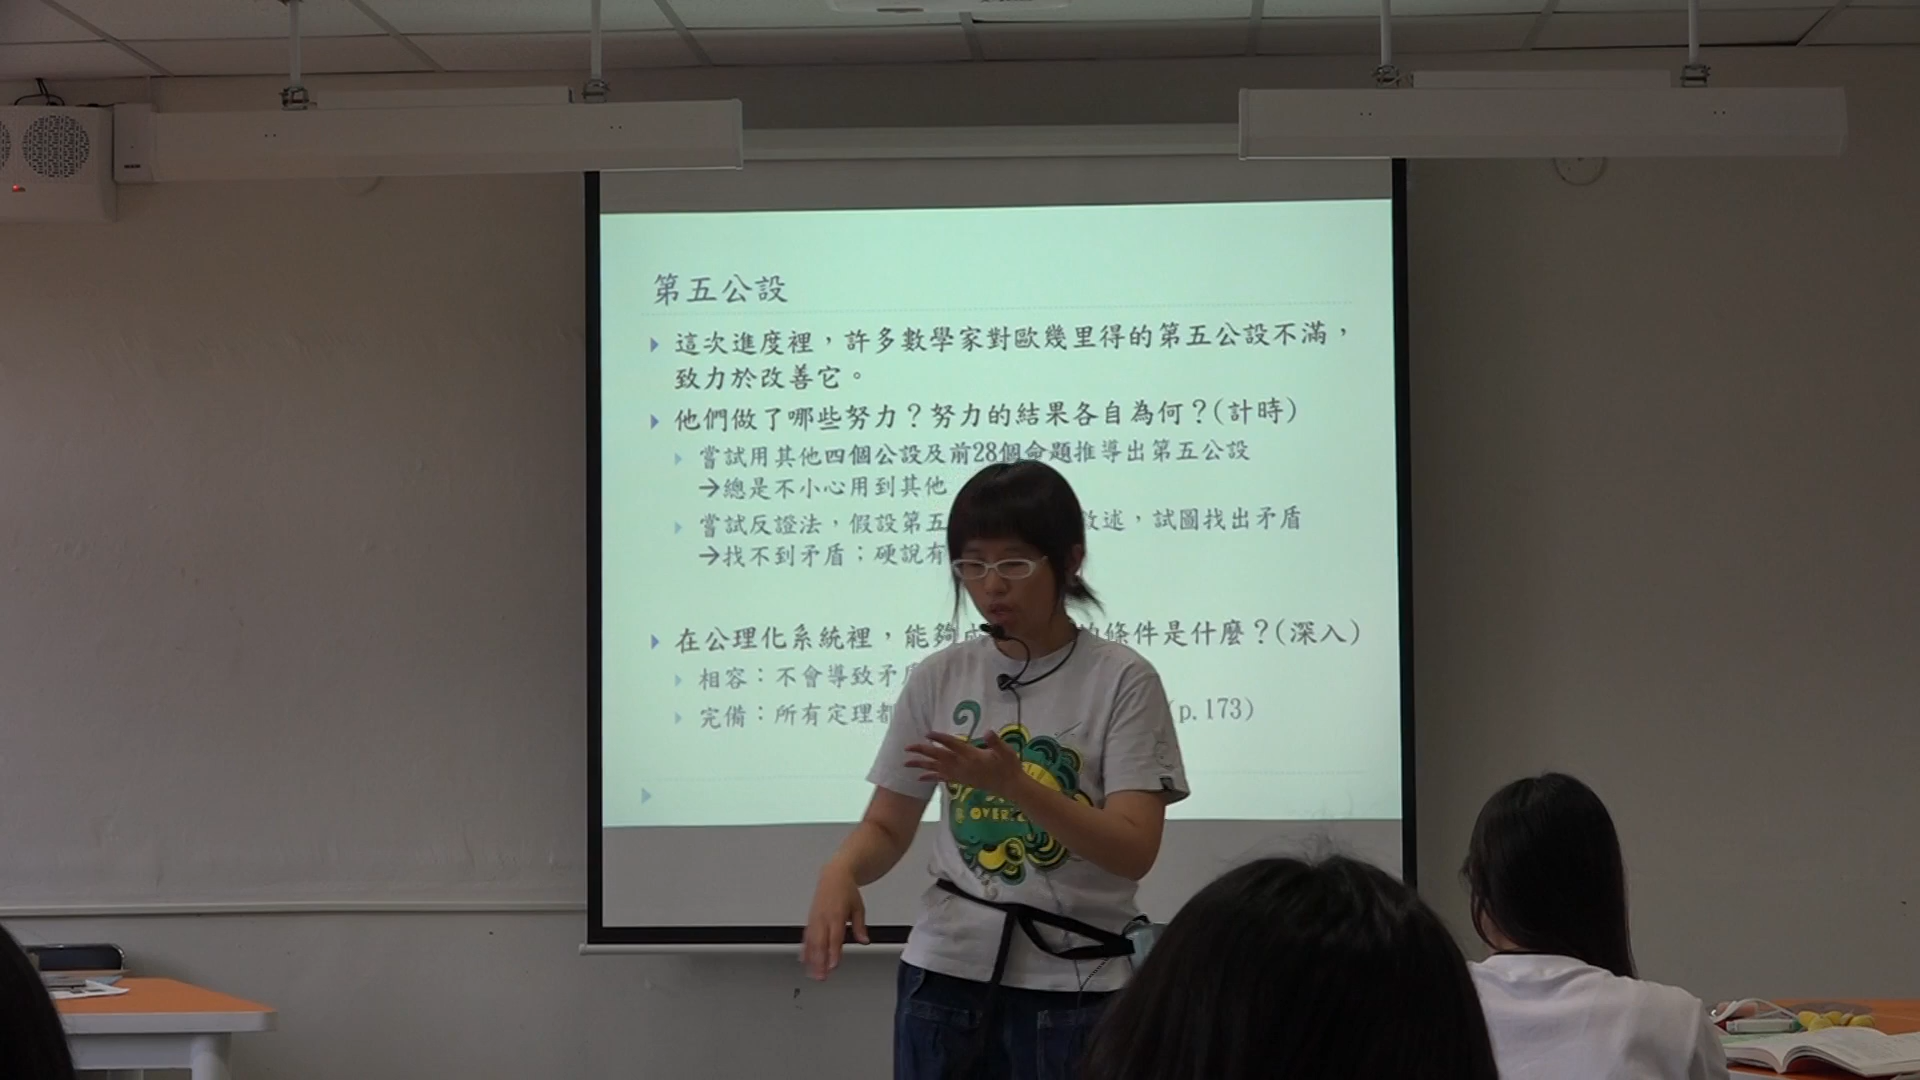 第五公設
這次進度裡，許多數學家對歐幾里得的第五公設不滿，
致力於改善它。
他們做了哪些努力？努力的結果各自為何？(計時)
嘗試用其他四個公設及前28個命題推導出第五公設
→總是不小心用到其他
嘗試反證法，假設第五 敘述，試圖找出矛盾
→找不到矛盾；硬說有
在公理化系統裡，能夠 的條件是什麼？(深入)
相容：不會導致矛盾
完備：所有定理都 (p.173)
OVER